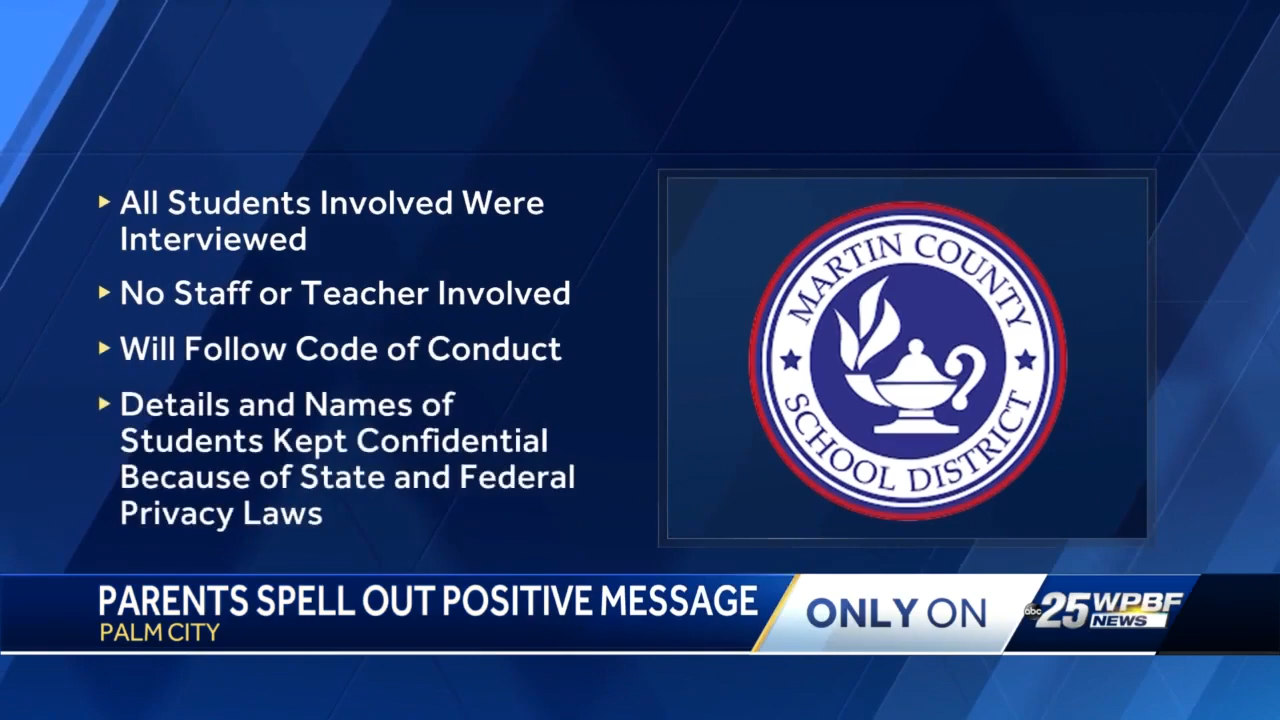 All Students Involved Were
Interviewed
No Staff or Teacher Involved
Will Follow Code of Conduct
Details and Names of
Students Kept Confidential
Because of State and Federal
Privacy Laws
MARTIN COUNTY
SCHOOL DISTRICT
PARENTS SPELL OUT POSITIVE MESSAGE
PALM CITY
ONLY ON
abc 25 WPBF
NEWS